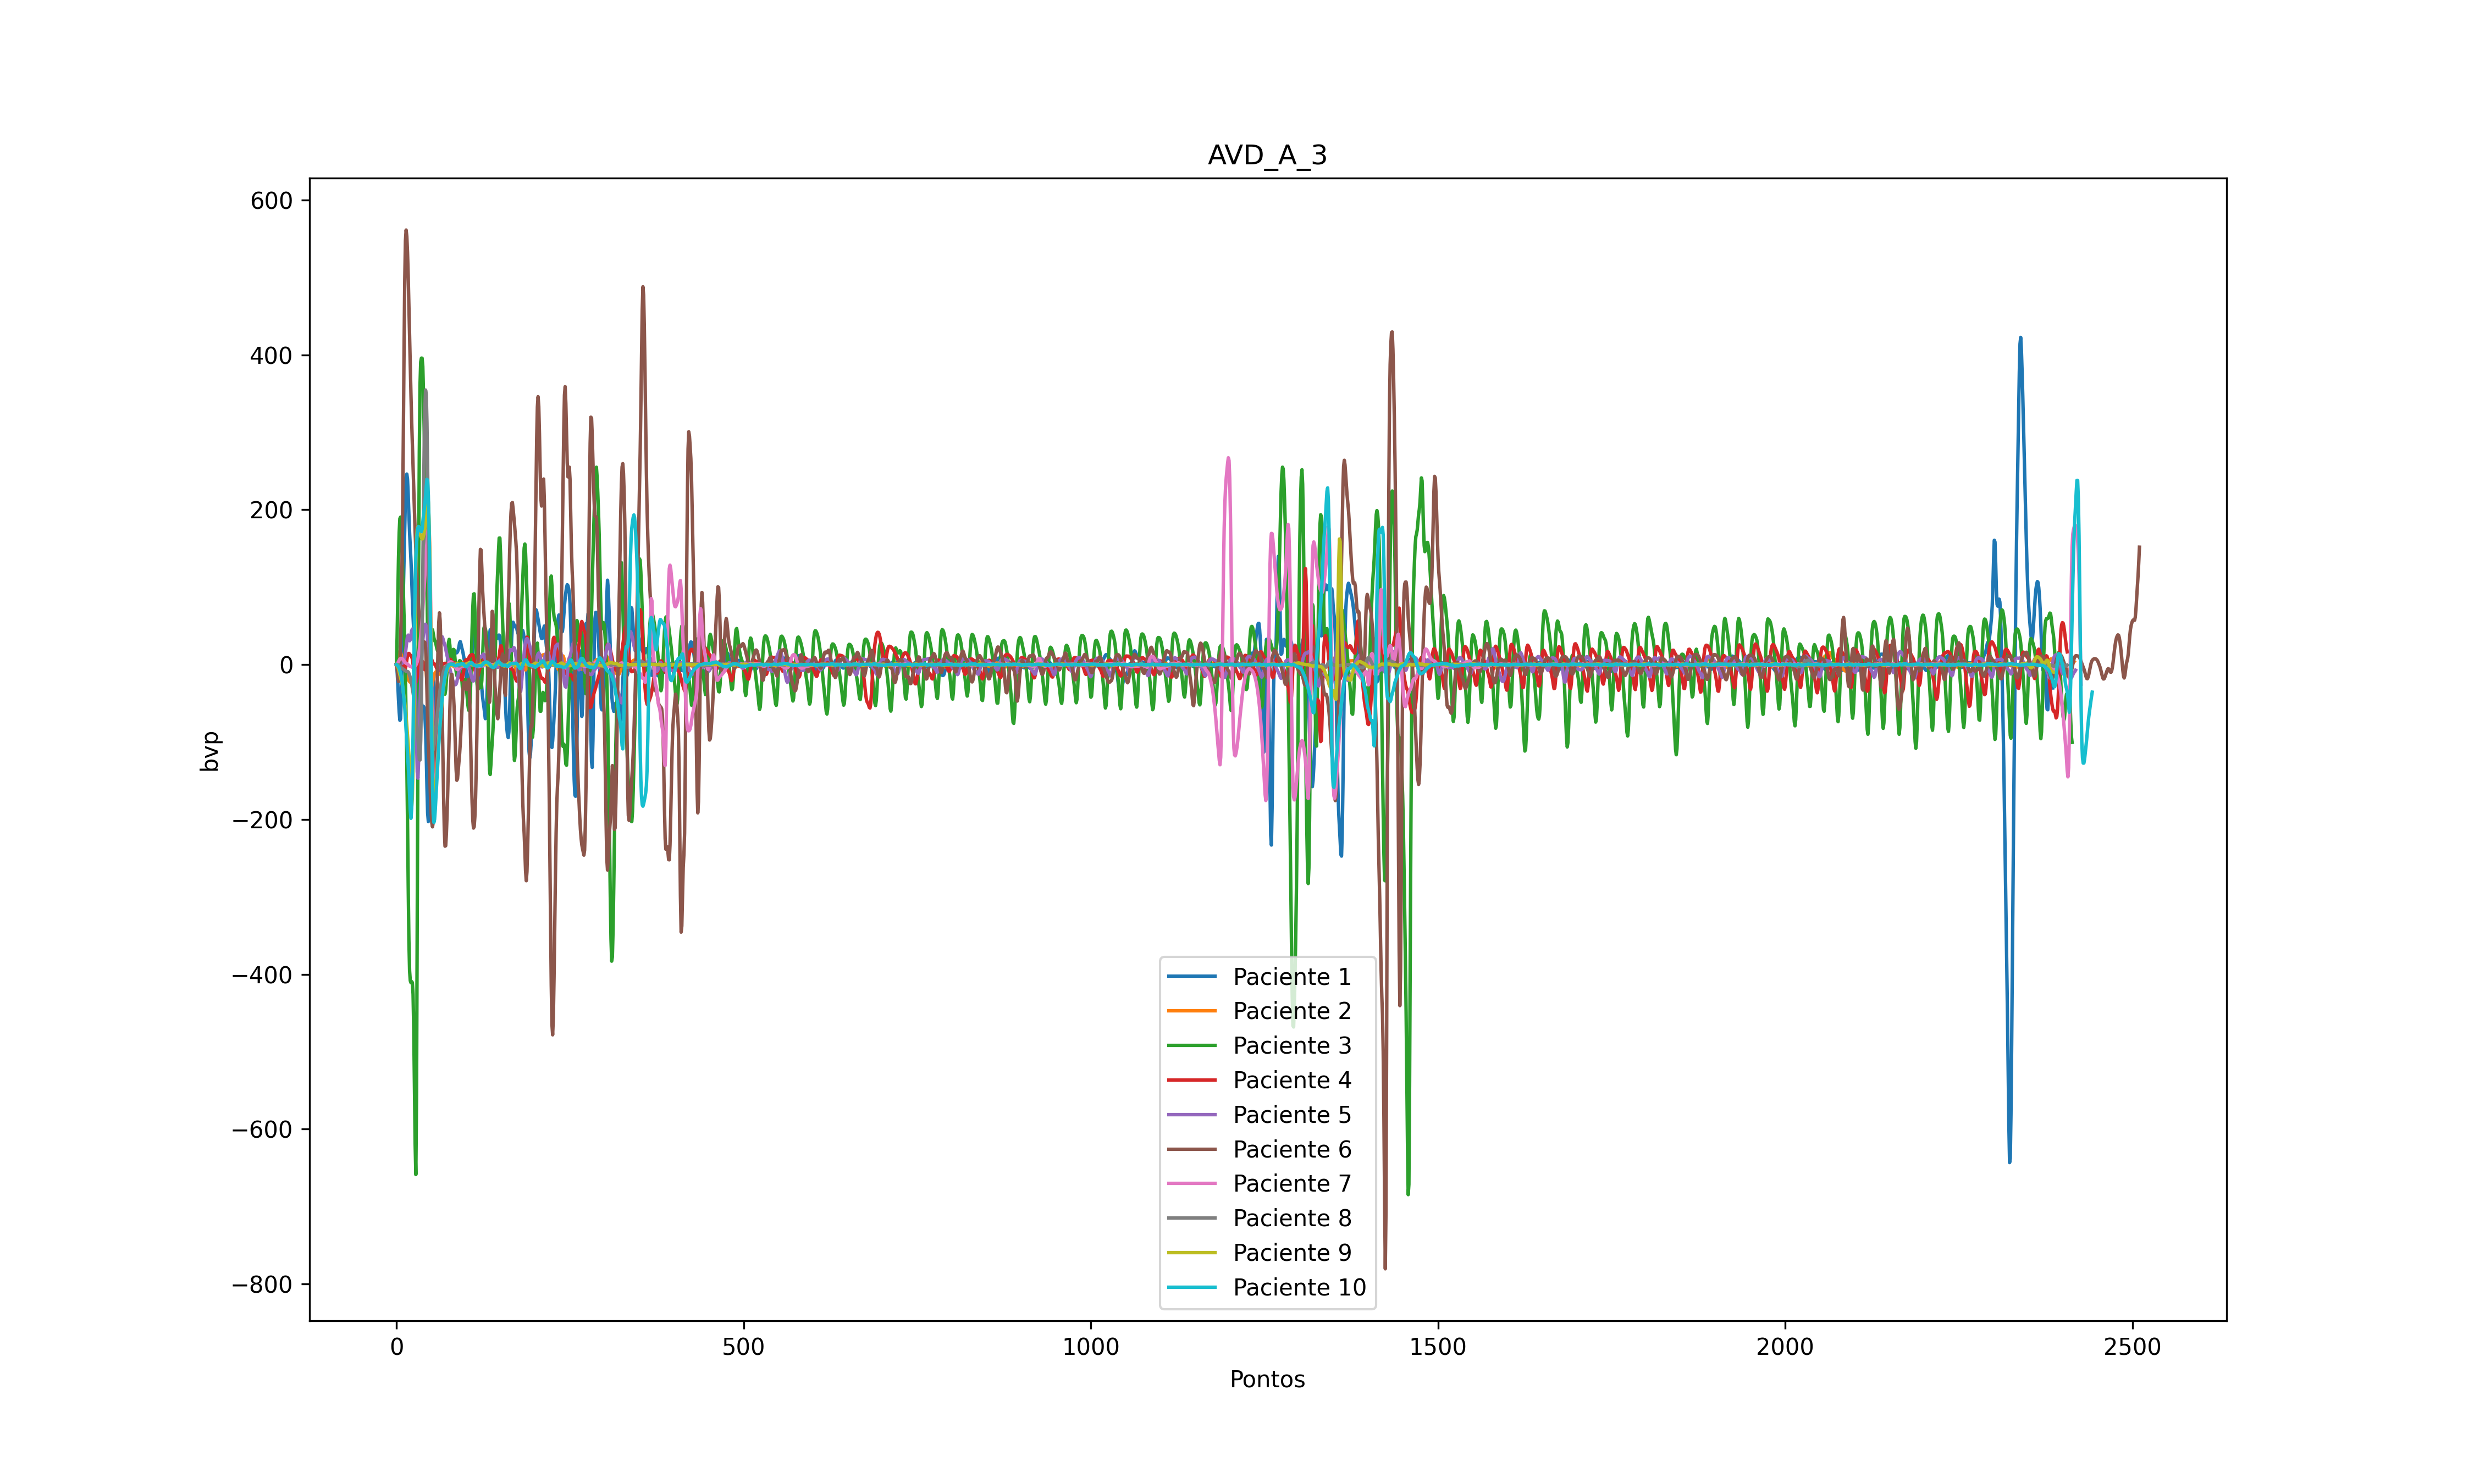 AVD_A_3
600
400
200
0
−200
−400
−600
−800
bvp
0 500 1000 1500 2000 2500
Pontos
Paciente 1
Paciente 2
Paciente 3
Paciente 4
Paciente 5
Paciente 6
Paciente 7
Paciente 8
Paciente 9
Paciente 10